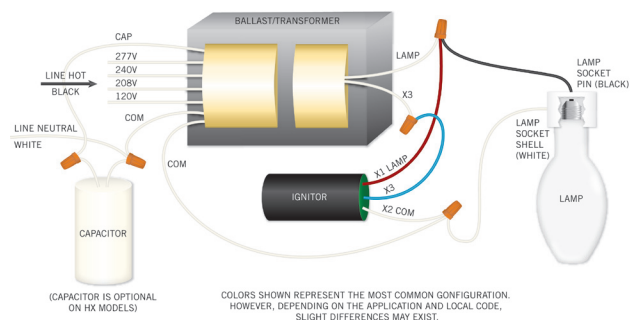 BALLAST/TRANSFORMER
CAP
277V
240V
208V
120V
COM
LINE HOT
BLACK
LINE NEUTRAL
WHITE
COM
LAMP
X3
X1 LAMP
X3
X2 COM
IGNITOR
LAMP
SOCKET
PIN (BLACK)
LAMP
SOCKET
SHELL
(WHITE)
LAMP
CAPACITOR
(CAPACITOR IS OPTIONAL
ON HX MODELS)
COLORS SHOWN REPRESENT THE MOST COMMON GONFIGURATION.
HOWEVER, DEPENDING ON THE APPLICATION AND LOCAL CODE,
SLIGHT DIFFERENCES MAY EXIST.